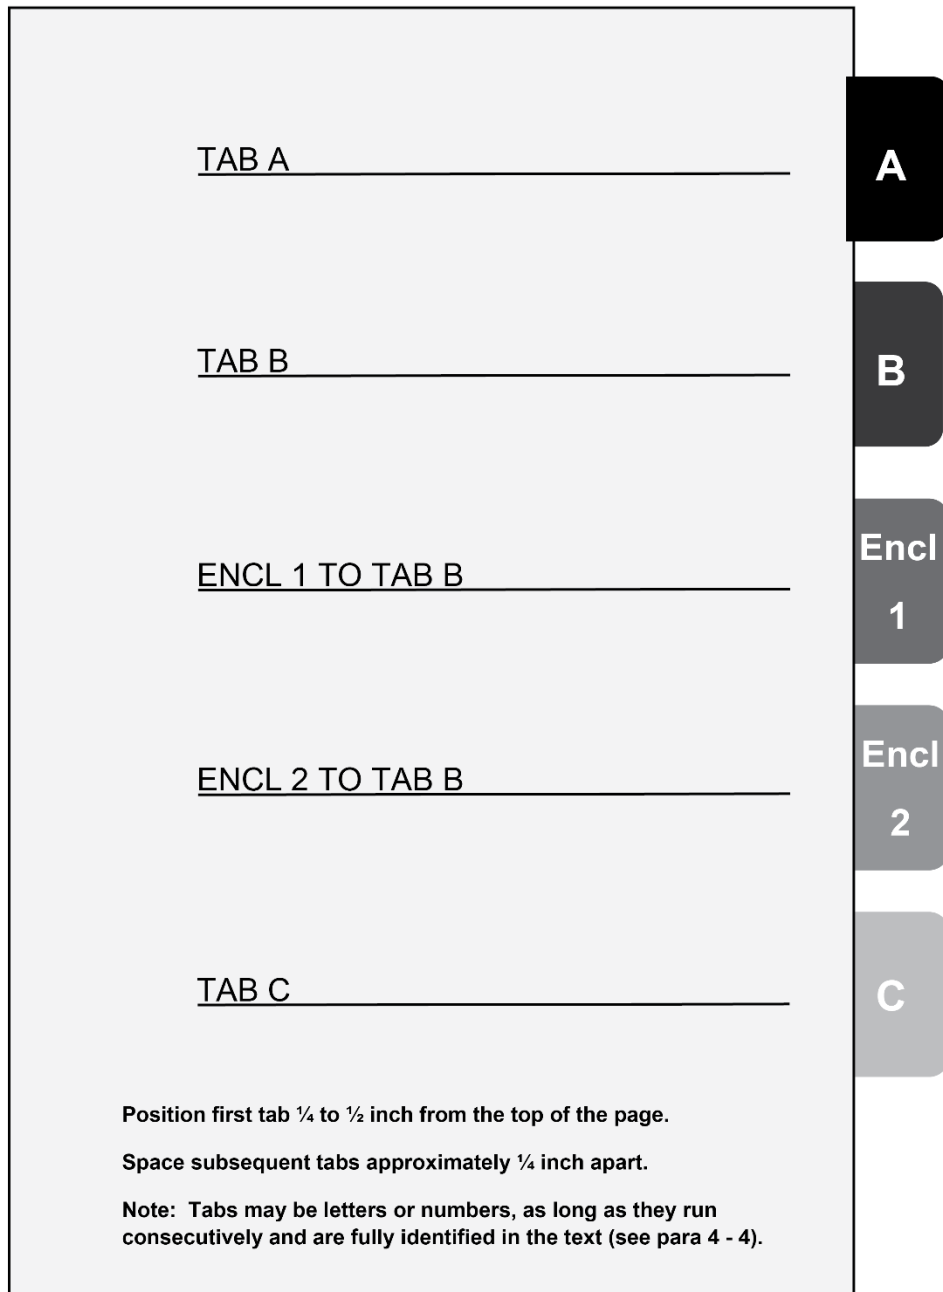 TAB A
A
TAB B
B
ENCL 1 TO TAB B
Encl
1
ENCL 2 TO TAB B
Encl
2
TAB C
C
Position first tab ¼ to ½ inch from the top of the page.
Space subsequent tabs approximately ¼ inch apart.
Note: Tabs may be letters or numbers, as long as they run
consecutively and are fully identified in the text (see para 4 - 4).